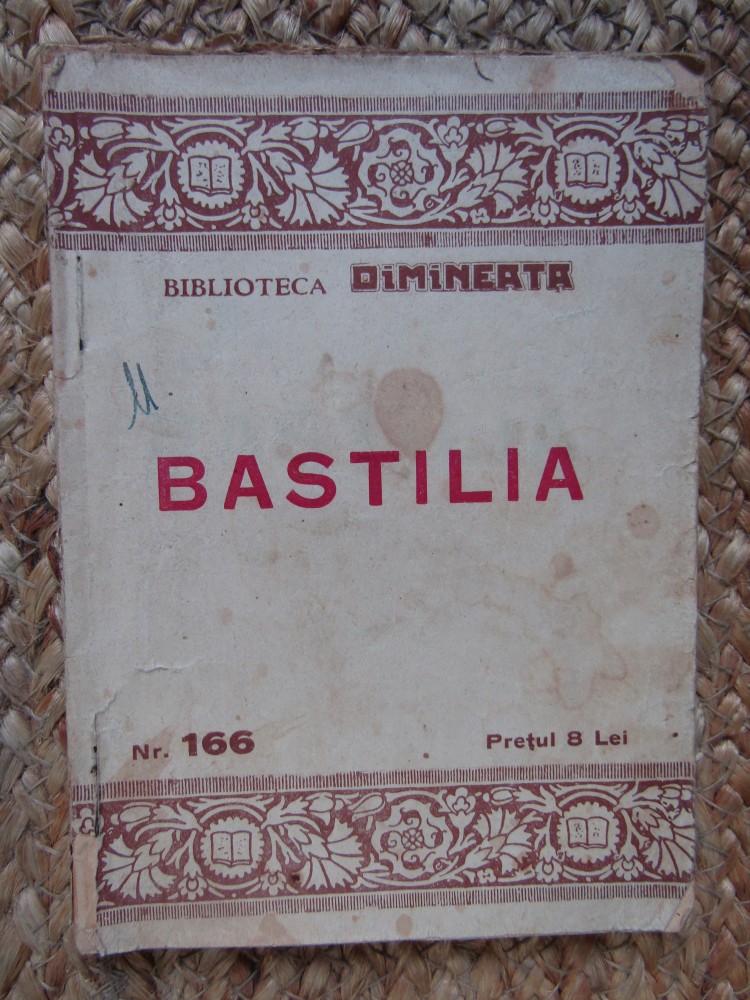 BIBLIOTECA DiMiNEAȚA
BASTILIA
Nr. 166 Prețul 8 Lei